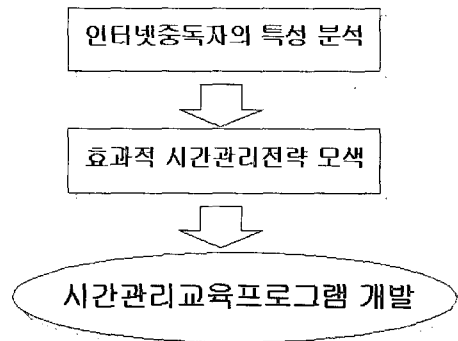 인터넷중독자의 특성 분석
효과적 시간관리전략 모색
시간관리교육프로그램 개발